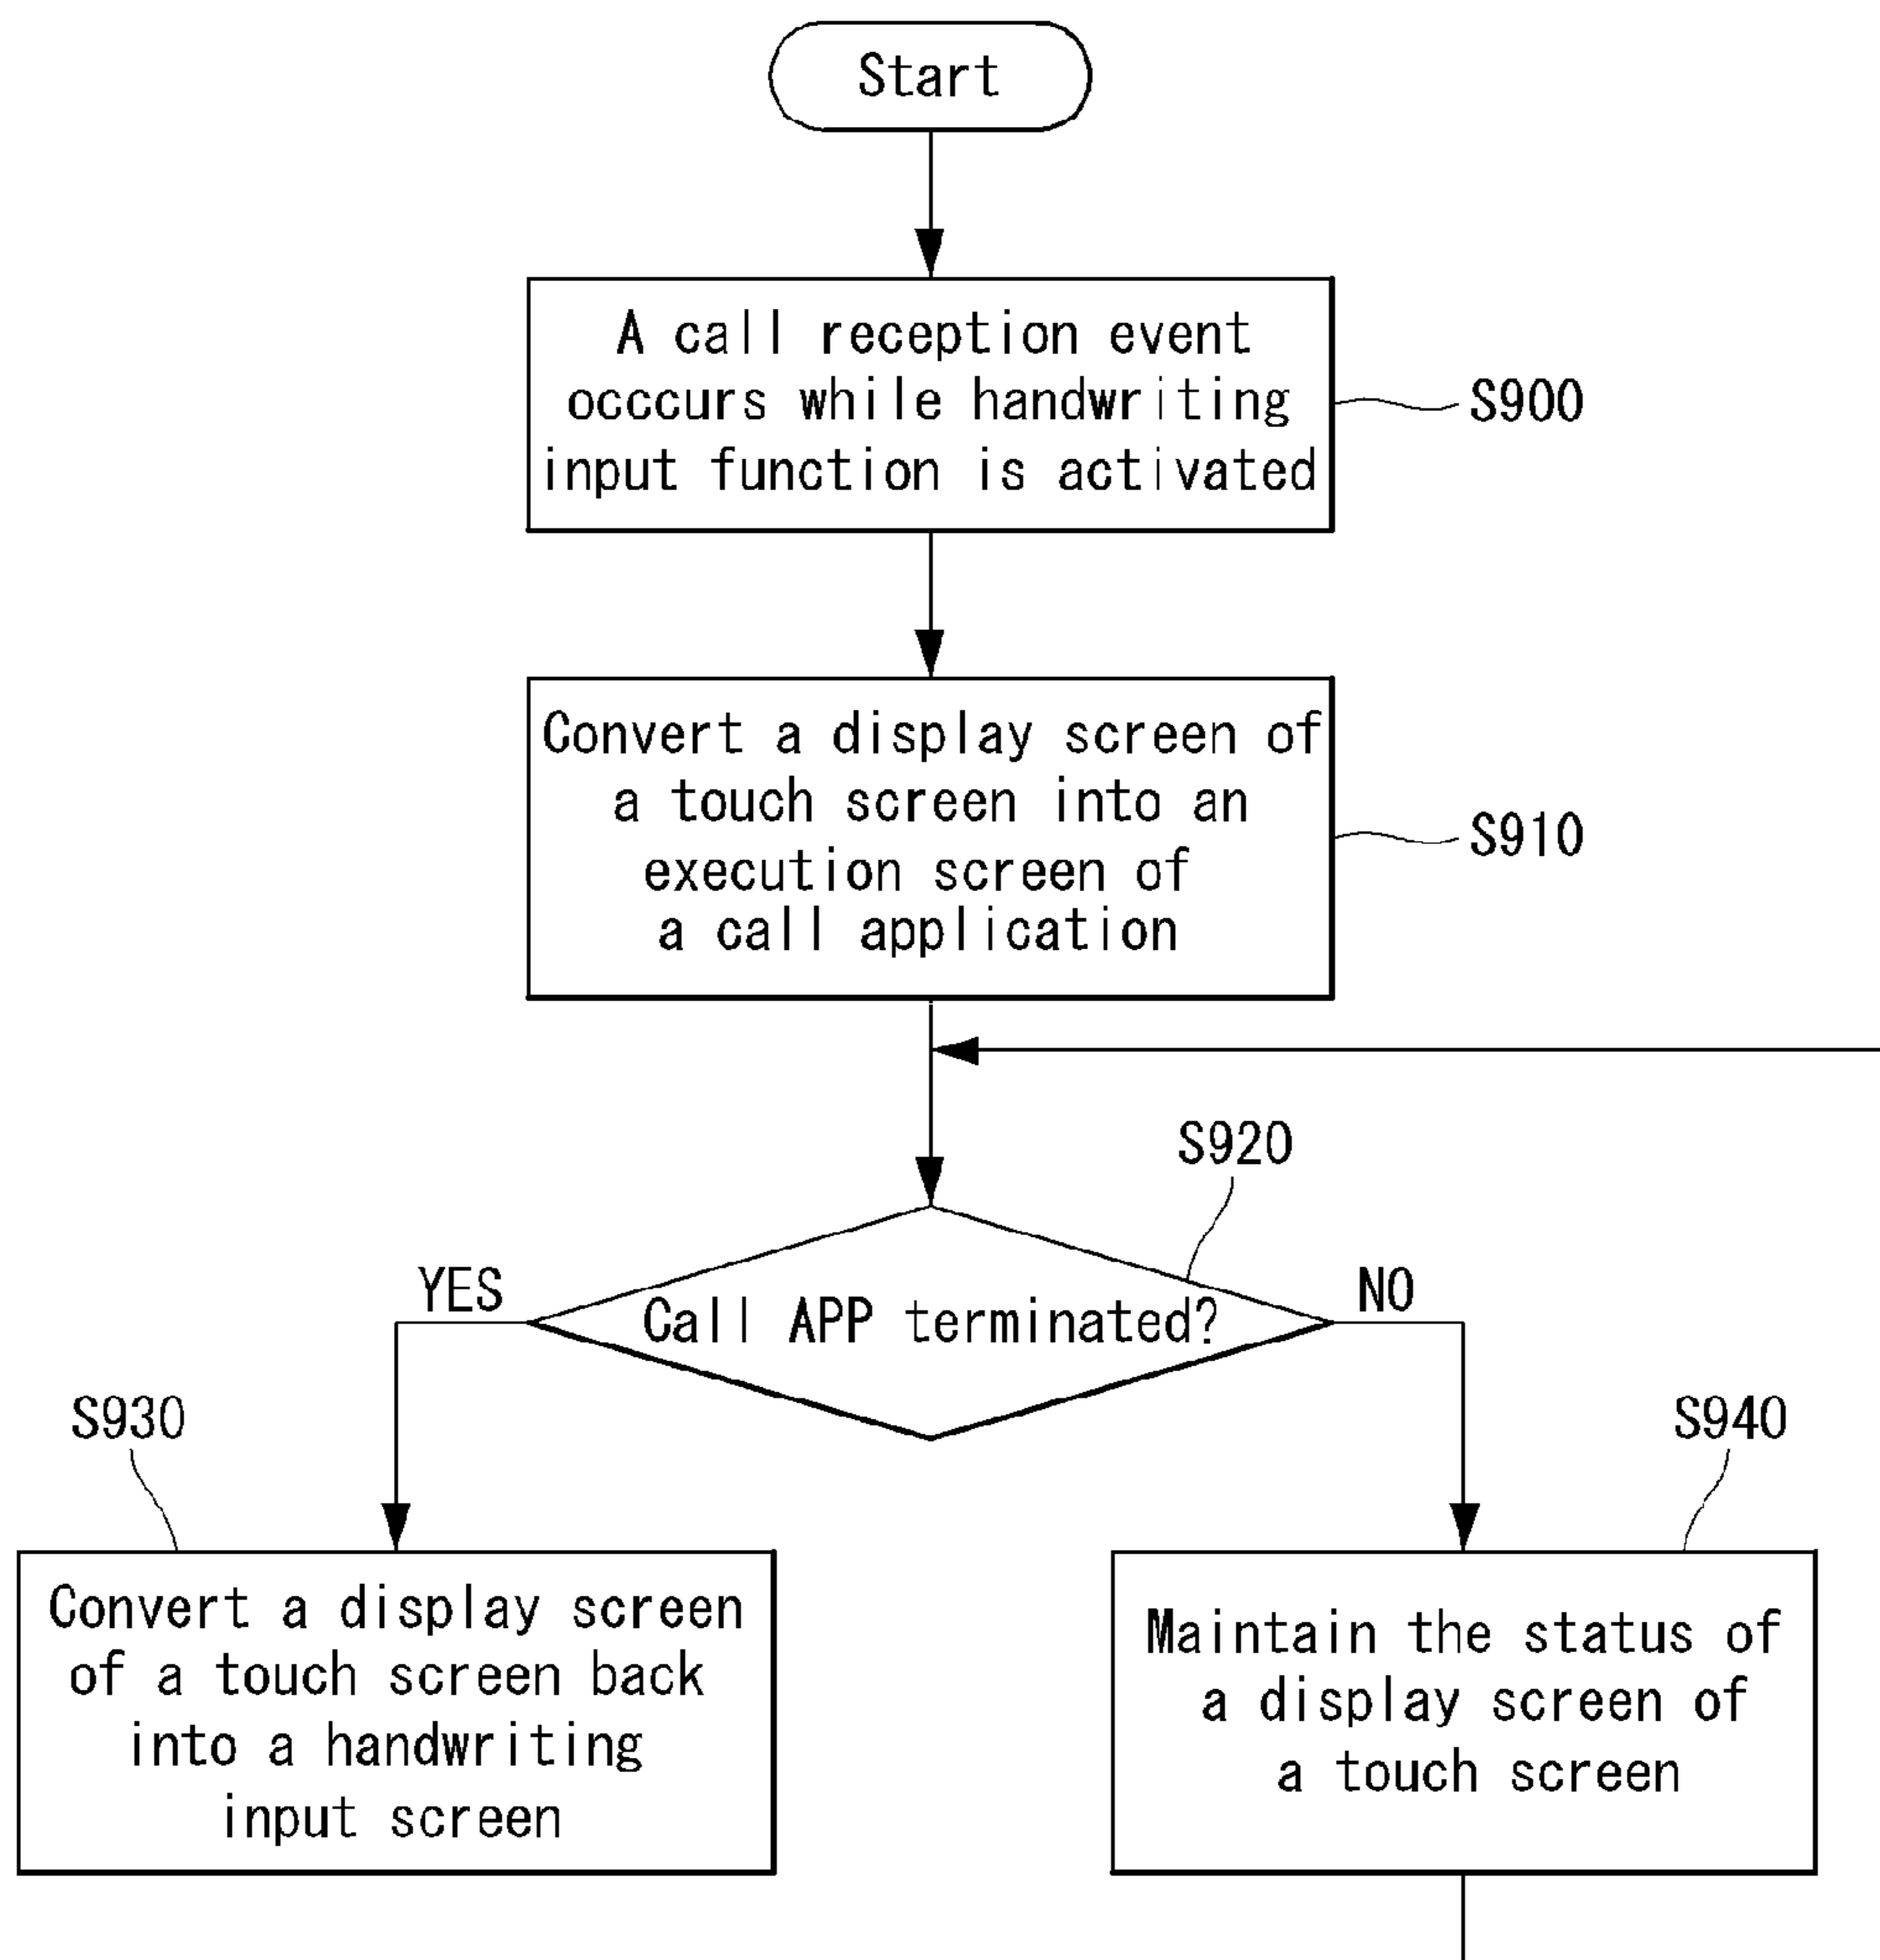 Start
A call reception event
occcurs while handwriting
input function is activated
S900
Convert a display screen of
a touch screen into an
execution screen of
a call application
S910
S920
YES
Call APP terminated?
NO
S930
S940
Convert a display screen
of a touch screen back
into a handwriting
input screen
Maintain the status of
a display screen of
a touch screen